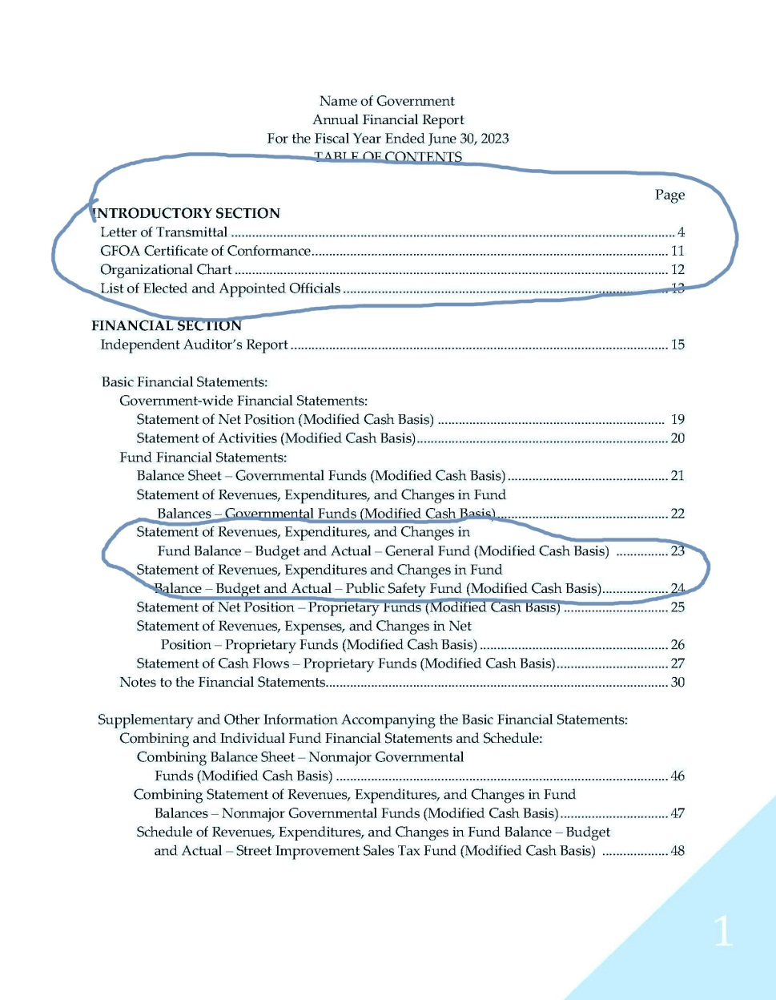 Name of Government
Annual Financial Report
For the Fiscal Year Ended June 30, 2023
TABLE OF CONTENTS
Page
INTRODUCTORY SECTION
Letter of Transmittal ........................................ 4
GFOA Certificate of Conformance ........................................ 11
Organizational Chart ........................................ 12
List of Elected and Appointed Officials ........................................ 13
FINANCIAL SECTION
Independent Auditor's Report ........................................ 15
Basic Financial Statements:
Government-wide Financial Statements:
Statement of Net Position (Modified Cash Basis) ........................................ 19
Statement of Activities (Modified Cash Basis) ........................................ 20
Fund Financial Statements:
Balance Sheet – Governmental Funds (Modified Cash Basis) ........................................ 21
Statement of Revenues, Expenditures, and Changes in Fund
Balances – Governmental Funds (Modified Cash Basis) ........................................ 22
Statement of Revenues, Expenditures, and Changes in
Fund Balance – Budget and Actual – General Fund (Modified Cash Basis) ............... 23
Statement of Revenues, Expenditures and Changes in Fund
Balance – Budget and Actual – Public Safety Fund (Modified Cash Basis) ................... 24
Statement of Net Position – Proprietary Funds (Modified Cash Basis) .............................. 25
Statement of Revenues, Expenses, and Changes in Net
Position – Proprietary Funds (Modified Cash Basis) ........................................ 26
Statement of Cash Flows – Proprietary Funds (Modified Cash Basis) ................................ 27
Notes to the Financial Statements ........................................ 30
Supplementary and Other Information Accompanying the Basic Financial Statements:
Combining and Individual Fund Financial Statements and Schedule:
Combining Balance Sheet – Nonmajor Governmental
Funds (Modified Cash Basis) ........................................ 46
Combining Statement of Revenues, Expenditures, and Changes in Fund
Balances – Nonmajor Governmental Funds (Modified Cash Basis) ............................... 47
Schedule of Revenues, Expenditures, and Changes in Fund Balance – Budget
and Actual – Street Improvement Sales Tax Fund (Modified Cash Basis) ................... 48
1